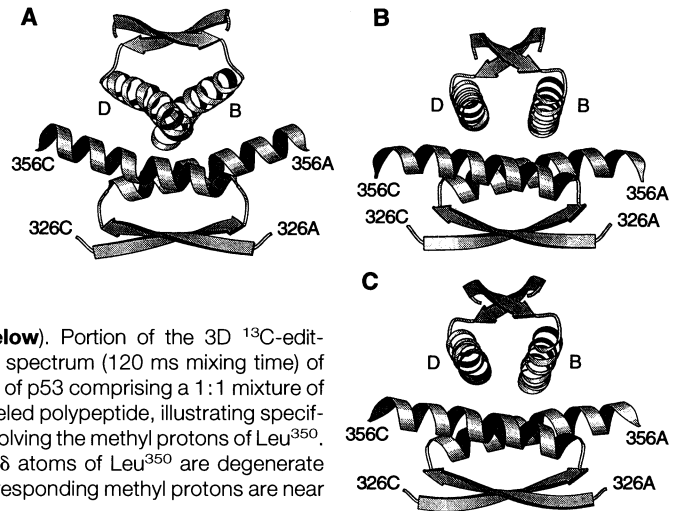 A
D
B
356C
356A
326C
326A
B
D
B
356C
356A
326C
326A
C
D
B
356C
356A
326C
326A
elow). Portion of the 3D ¹³C-edit-
spectrum (120 ms mixing time) of
of p53 comprising a 1:1 mixture of
eled polypeptide, illustrating specif-
olving the methyl protons of Leu³⁵⁰.
δ atoms of Leu³⁵⁰ are degenerate
responding methyl protons are near